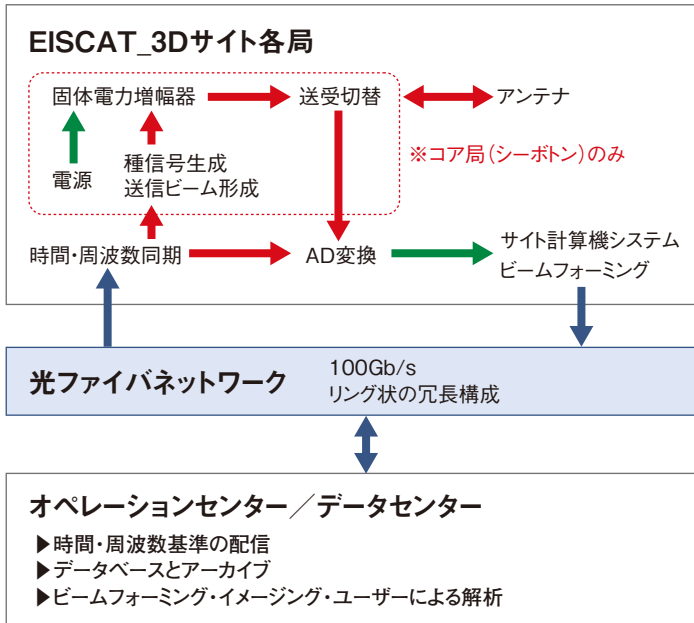 EISCAT_3Dサイト各局
固体電力増幅器
送受切替
アンテナ
※コア局(シーボトン)のみ
電源
種信号生成
送信ビーム形成
時間・周波数同期
AD変換
サイト計算機システム
ビームフォーミング
光ファイバネットワーク
100Gb/s
リング状の冗長構成
オペレーションセンター/データセンター
▶時間・周波数基準の配信
▶データベースとアーカイブ
▶ビームフォーミング・イメージング・ユーザーによる解析